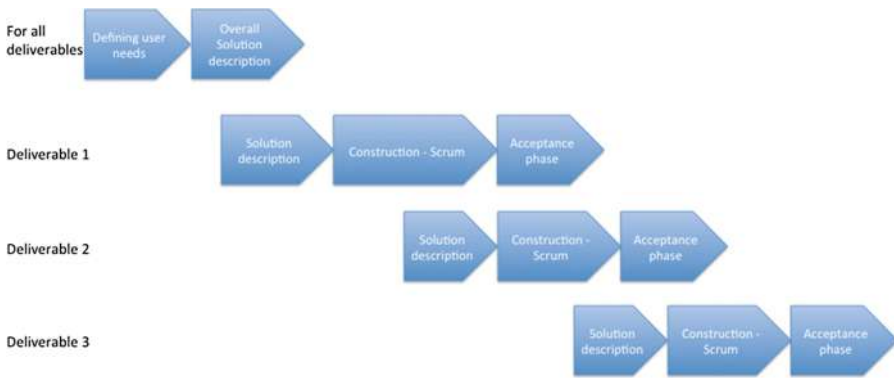 For all
deliverables
Defining user
needs
Overall
Solution
description
Deliverable 1
Solution
description
Construction - Scrum
Acceptance
phase
Deliverable 2
Solution
description
Construction -
Scrum
Acceptance
phase
Deliverable 3
Solution
description
Construction -
Scrum
Acceptance
phase